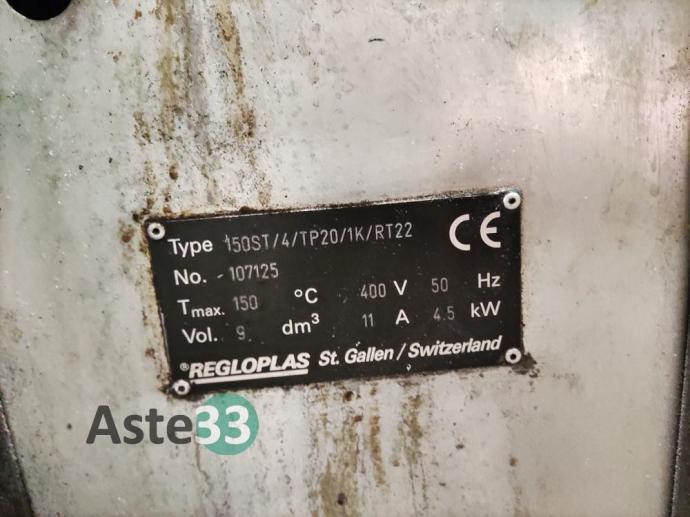 Type 150ST/4/TP20/1K/RT22 CE
No. 107125
Tmax. 150 °C 400 V 50 Hz
Vol. 9 dm³ 11 A 4.5 kW
®REGLOPLAS St. Gallen / Switzerland
Aste33